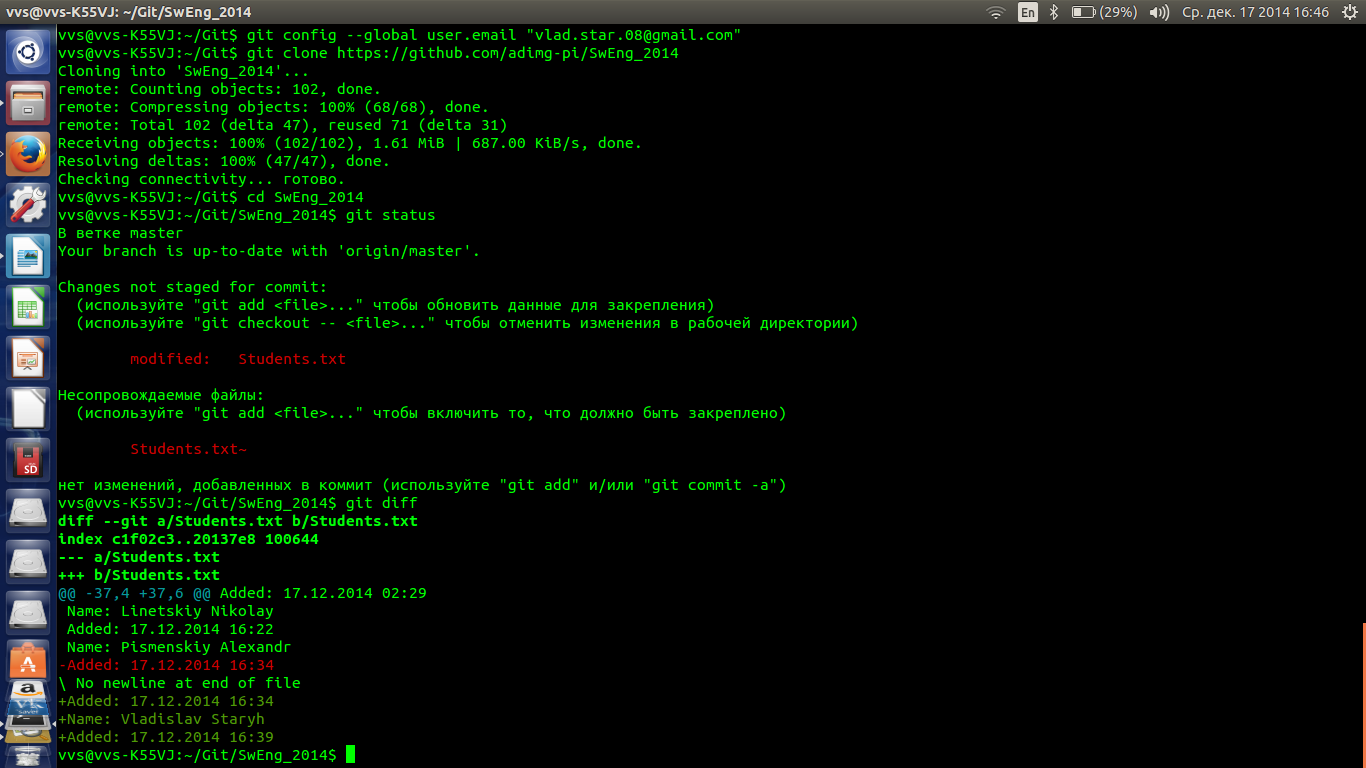 vvs@vvs-K55VJ: ~/Git/SwEng_2014
En (29%) Ср. дек. 17 2014 16:46
vvs@vvs-K55VJ:~/Git$ git config --global user.email "vlad.star.08@gmail.com"
vvs@vvs-K55VJ:~/Git$ git clone https://github.com/adimg-pi/SwEng_2014
Cloning into 'SwEng_2014'...
remote: Counting objects: 102, done.
remote: Compressing objects: 100% (68/68), done.
remote: Total 102 (delta 47), reused 71 (delta 31)
Receiving objects: 100% (102/102), 1.61 MiB | 687.00 KiB/s, done.
Resolving deltas: 100% (47/47), done.
Checking connectivity... готово.
vvs@vvs-K55VJ:~/Git$ cd SwEng_2014
vvs@vvs-K55VJ:~/Git/SwEng_2014$ git status
В ветке master
Your branch is up-to-date with 'origin/master'.
Changes not staged for commit:
  (используйте "git add <file>..." чтобы обновить данные для закрепления)
  (используйте "git checkout -- <file>..." чтобы отменить изменения в рабочей директории)
        modified:   Students.txt
Несопровождаемые файлы:
  (используйте "git add <file>..." чтобы включить то, что должно быть закреплено)
        Students.txt~
нет изменений, добавленных в коммит (используйте "git add" и/или "git commit -a")
vvs@vvs-K55VJ:~/Git/SwEng_2014$ git diff
diff --git a/Students.txt b/Students.txt
index c1f02c3..20137e8 100644
--- a/Students.txt
+++ b/Students.txt
@@ -37,4 +37,6 @@ Added: 17.12.2014 02:29
 Name: Linetskiy Nikolay
 Added: 17.12.2014 16:22
 Name: Pismenskiy Alexandr
-Added: 17.12.2014 16:34
\ No newline at end of file
+Added: 17.12.2014 16:34
+Name: Vladislav Staryh
+Added: 17.12.2014 16:39
vvs@vvs-K55VJ:~/Git/SwEng_2014$
SD